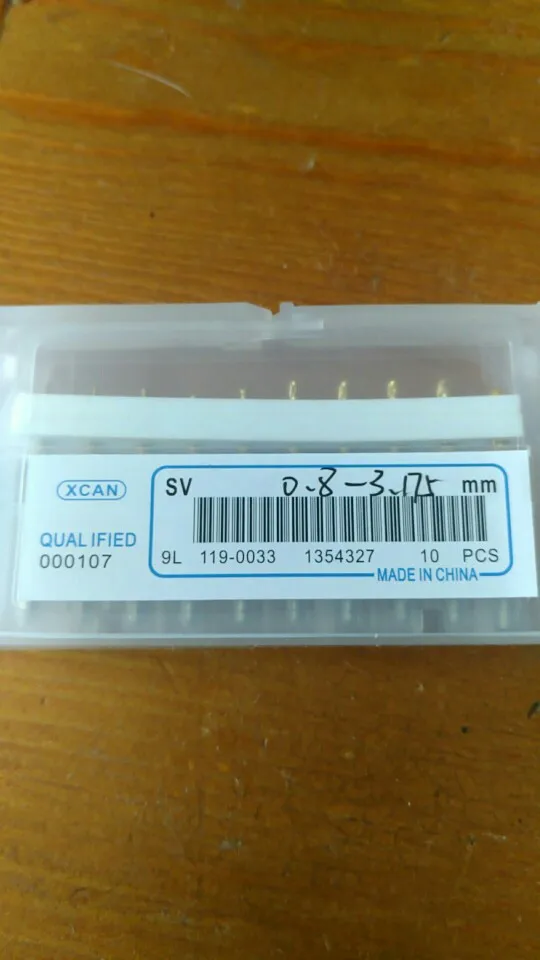 XCAN
QUALIFIED
000107
SV 0.8-3.175 mm
9L 119-0033 1354327 10 PCS
MADE IN CHINA